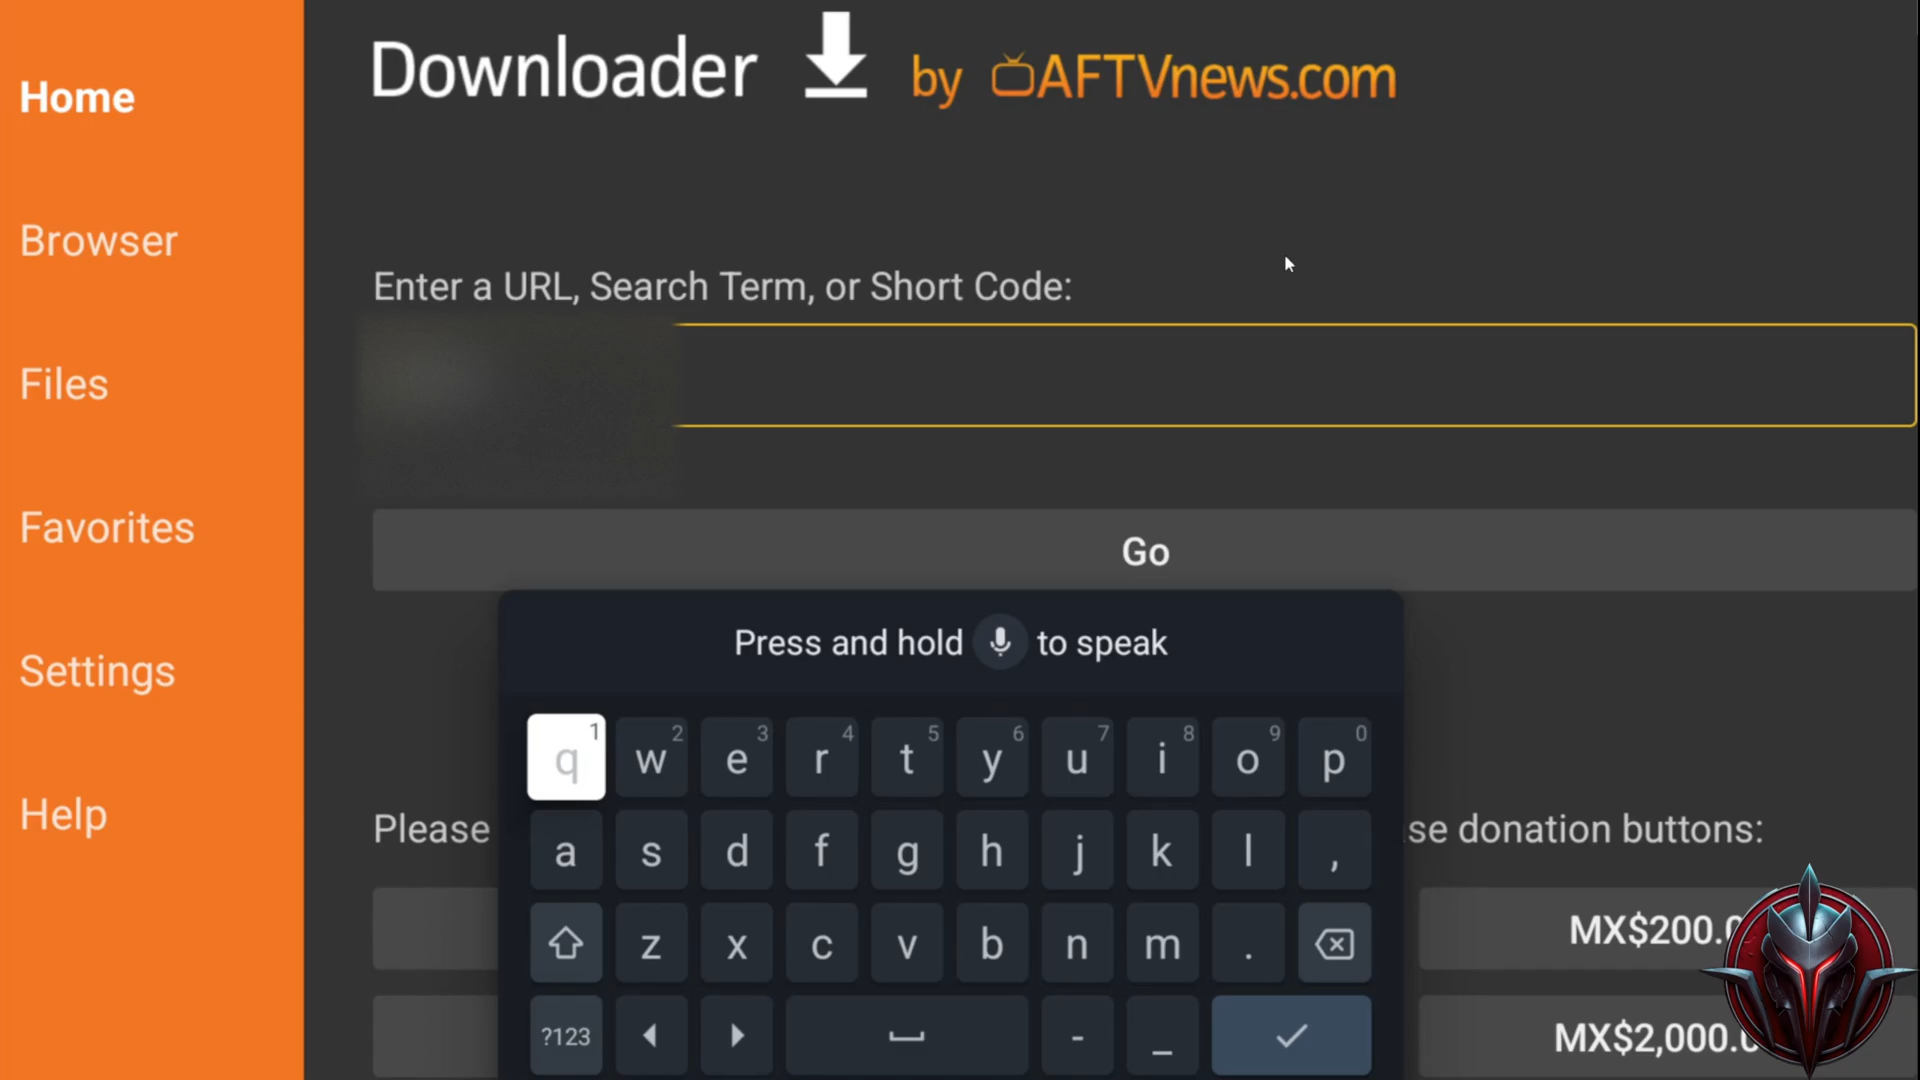 Downloader by AFTVnews.com
Home
Browser
Files
Favorites
Settings
Help
Enter a URL, Search Term, or Short Code:
Go
Press and hold to speak
q 1 w 2 e 3 r 4 t 5 y 6 u 7 i 8 o 9 p 0
a s d f g h j k l ,
z x c v b n m .
?123 - _
Please
se donation buttons:
MX$200.0
MX$2,000.0